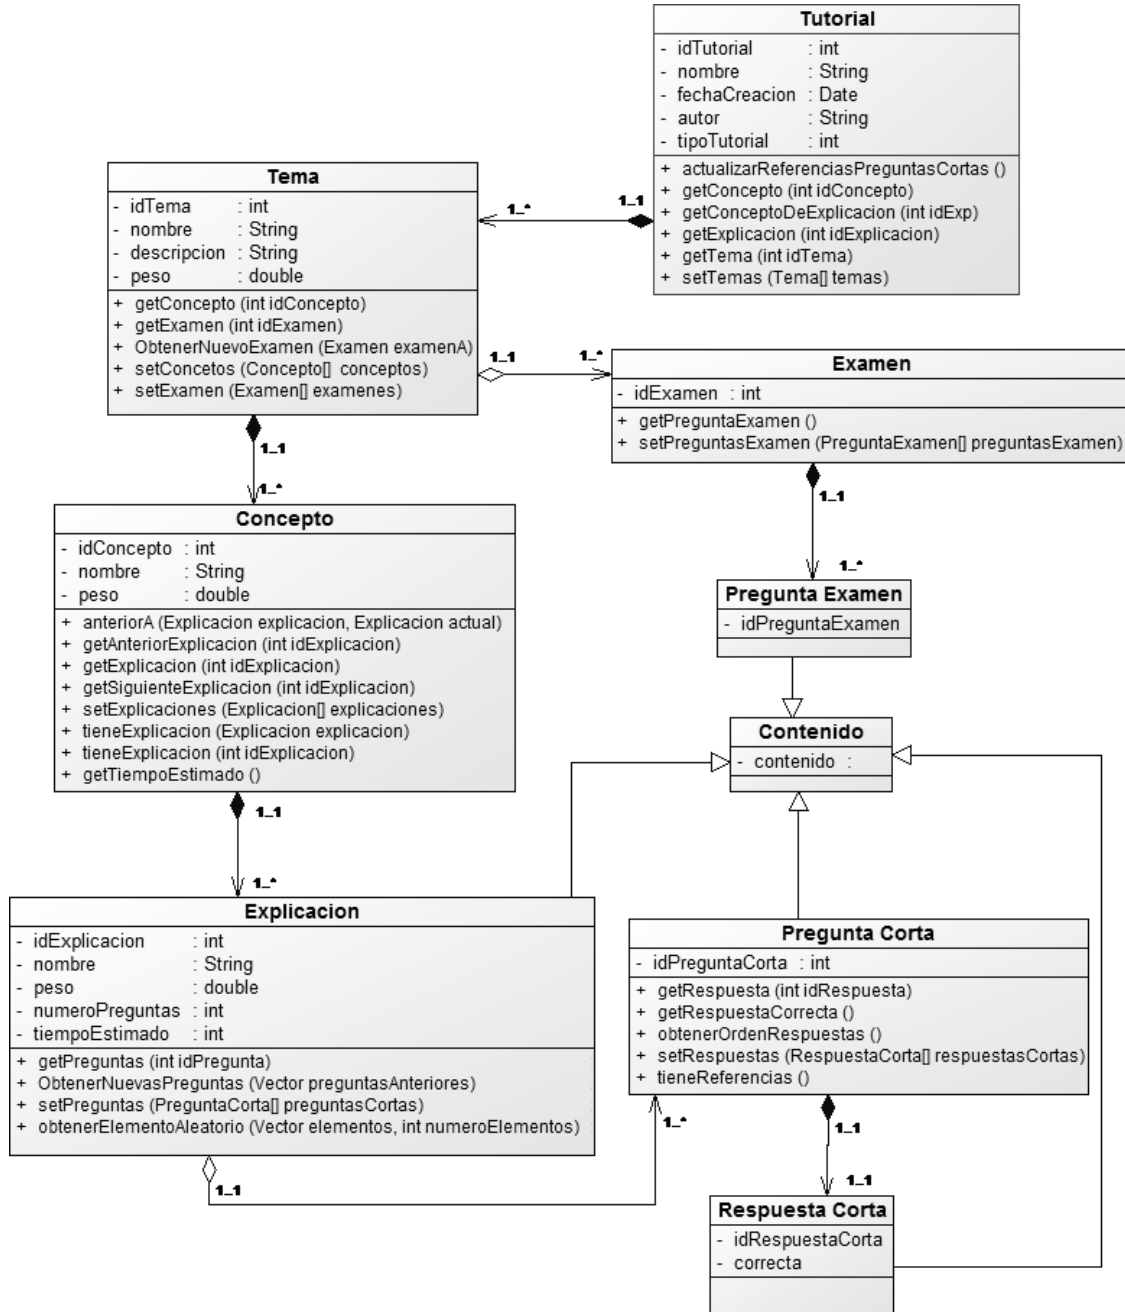 Tutorial
- idTutorial : int
- nombre : String
- fechaCreacion : Date
- autor : String
- tipoTutorial : int
+ actualizarReferenciasPreguntasCortas ()
+ getConcepto (int idConcepto)
+ getConceptoDeExplicacion (int idExp)
+ getExplicacion (int idExplicacion)
+ getTema (int idTema)
+ setTemas (Tema[] temas)
1..*
1..1
Tema
- idTema : int
- nombre : String
- descripcion : String
- peso : double
+ getConcepto (int idConcepto)
+ getExamen (int idExamen)
+ ObtenerNuevoExamen (Examen examenA)
+ setConcetos (Concepto[] conceptos)
+ setExamen (Examen[] examenes)
1..1
1..*
Examen
- idExamen : int
+ getPreguntaExamen ()
+ setPreguntasExamen (PreguntaExamen[] preguntasExamen)
1..1
1..*
1..1
1..*
Concepto
- idConcepto : int
- nombre : String
- peso : double
+ anteriorA (Explicacion explicacion, Explicacion actual)
+ getAnteriorExplicacion (int idExplicacion)
+ getExplicacion (int idExplicacion)
+ getSiguienteExplicacion (int idExplicacion)
+ setExplicaciones (Explicacion[] explicaciones)
+ tieneExplicacion (Explicacion explicacion)
+ tieneExplicacion (int idExplicacion)
+ getTiempoEstimado ()
Pregunta Examen
- idPreguntaExamen
Contenido
- contenido :
1..1
1..*
Explicacion
- idExplicacion : int
- nombre : String
- peso : double
- numeroPreguntas : int
- tiempoEstimado : int
+ getPreguntas (int idPregunta)
+ ObtenerNuevasPreguntas (Vector preguntasAnteriores)
+ setPreguntas (PreguntaCorta[] preguntasCortas)
+ obtenerElementoAleatorio (Vector elementos, int numeroElementos)
Pregunta Corta
- idPreguntaCorta : int
+ getRespuesta (int idRespuesta)
+ getRespuestaCorrecta ()
+ obtenerOrdenRespuestas ()
+ setRespuestas (RespuestaCorta[] respuestasCortas)
+ tieneReferencias ()
1..1
1..*
1..1
1..1
Respuesta Corta
- idRespuestaCorta
- correcta